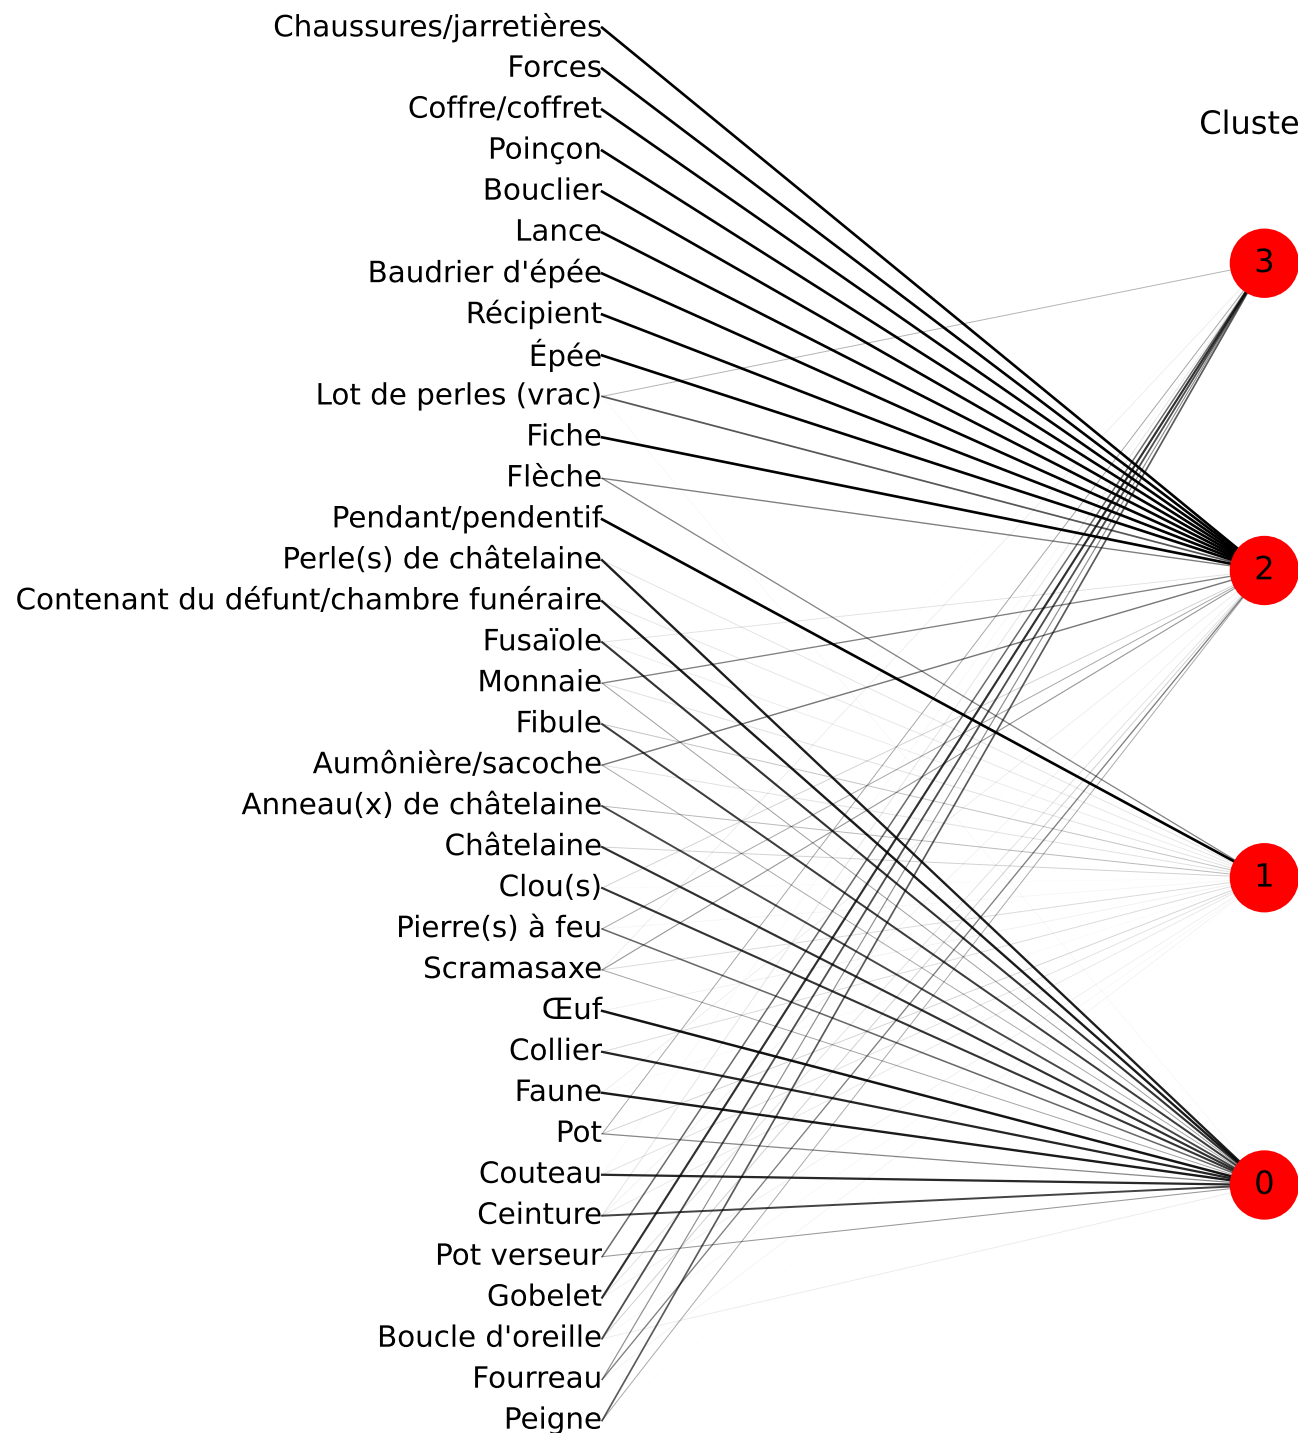 Chaussures/jarretières
Forces
Coffre/coffret
Cluste
Poinçon
Bouclier
Lance
3
Baudrier d'épée
Récipient
Épée
Lot de perles (vrac)
Fiche
Flèche
Pendant/pendentif
Perle(s) de châtelaine
2
Contenant du défunt/chambre funéraire
Fusaïole
Monnaie
Fibule
Aumônière/sacoche
Anneau(x) de châtelaine
Châtelaine
1
Clou(s)
Pierre(s) à feu
Scramasaxe
Œuf
Collier
Faune
Pot
Couteau
0
Ceinture
Pot verseur
Gobelet
Boucle d'oreille
Fourreau
Peigne